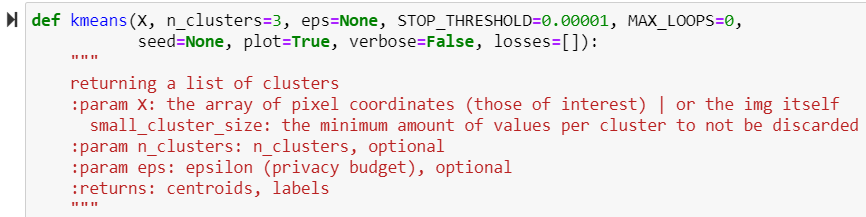 def kmeans(X, n_clusters=3, eps=None, STOP_THRESHOLD=0.00001, MAX_LOOPS=0,
           seed=None, plot=True, verbose=False, losses=[]):
    """
    returning a list of clusters
    :param X: the array of pixel coordinates (those of interest) | or the img itself
      small_cluster_size: the minimum amount of values per cluster to not be discarded
    :param n_clusters: n_clusters, optional
    :param eps: epsilon (privacy budget), optional
    :returns: centroids, labels
    """